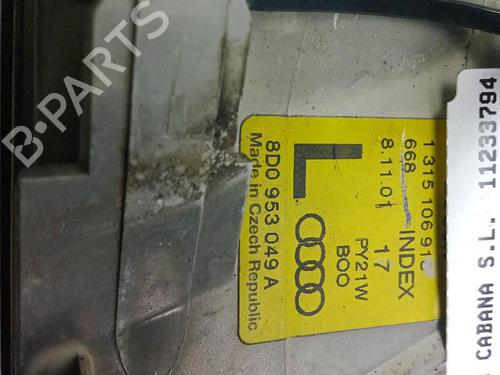 B-PARTS
1 315 106 91
668 INDEX
8.11.01 17
PY21W
BOO
L
8D0 953 049 A
Made in Czech Republic
CABANA S.L. 11233794